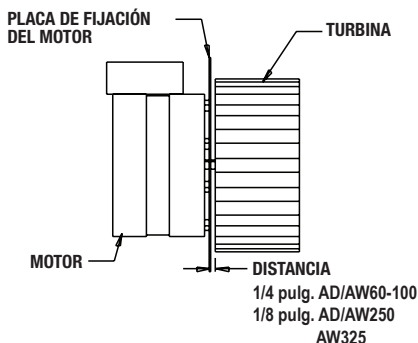 PLACA DE FIJACIÓN
DEL MOTOR
TURBINA
MOTOR
DISTANCIA
1/4 pulg. AD/AW60-100
1/8 pulg. AD/AW250
AW325